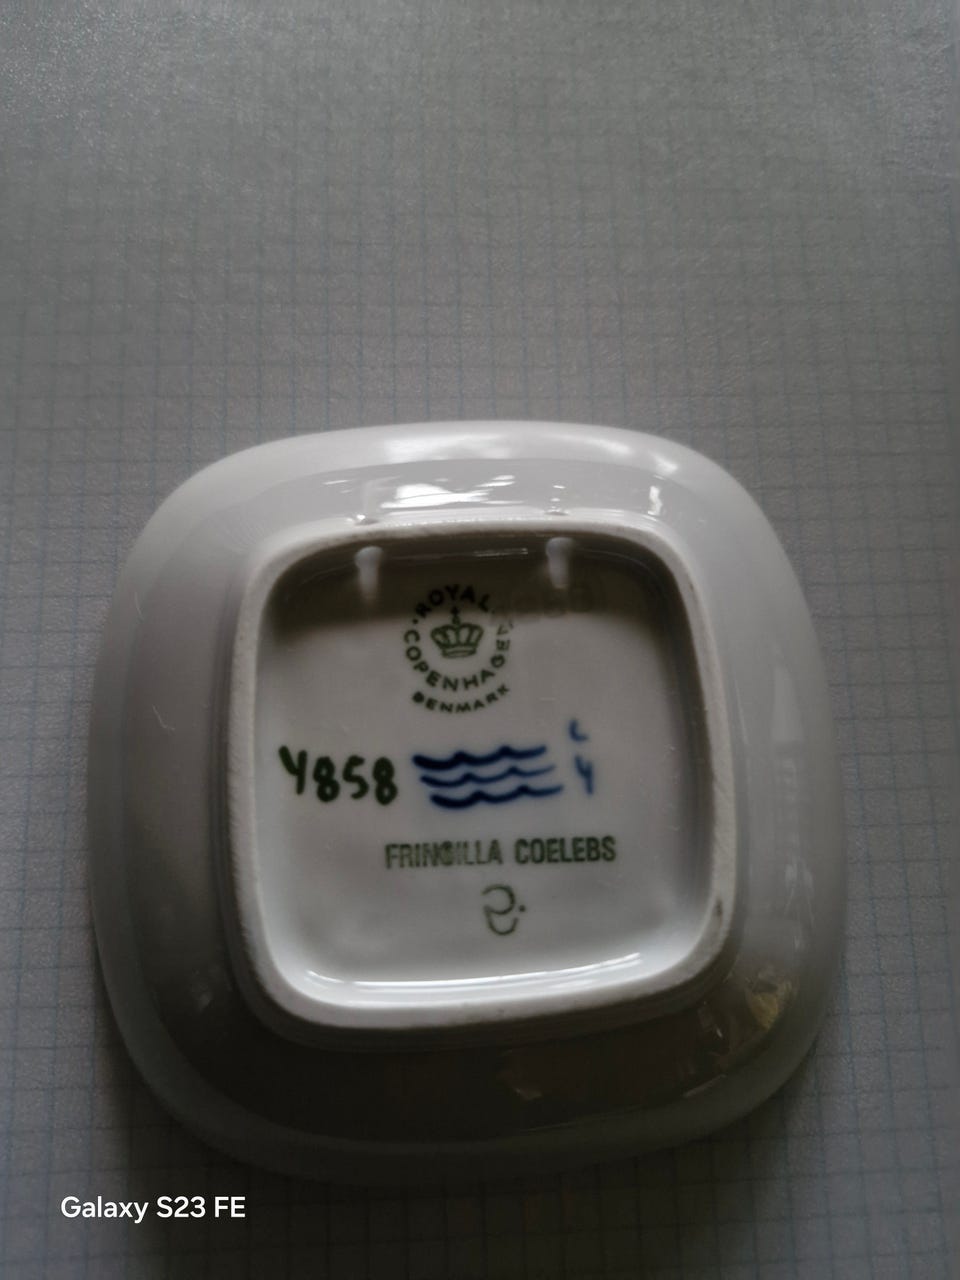 ROYAL
COPENHAGEN
DENMARK
4858
FRINGILLA COELEBS
Galaxy S23 FE